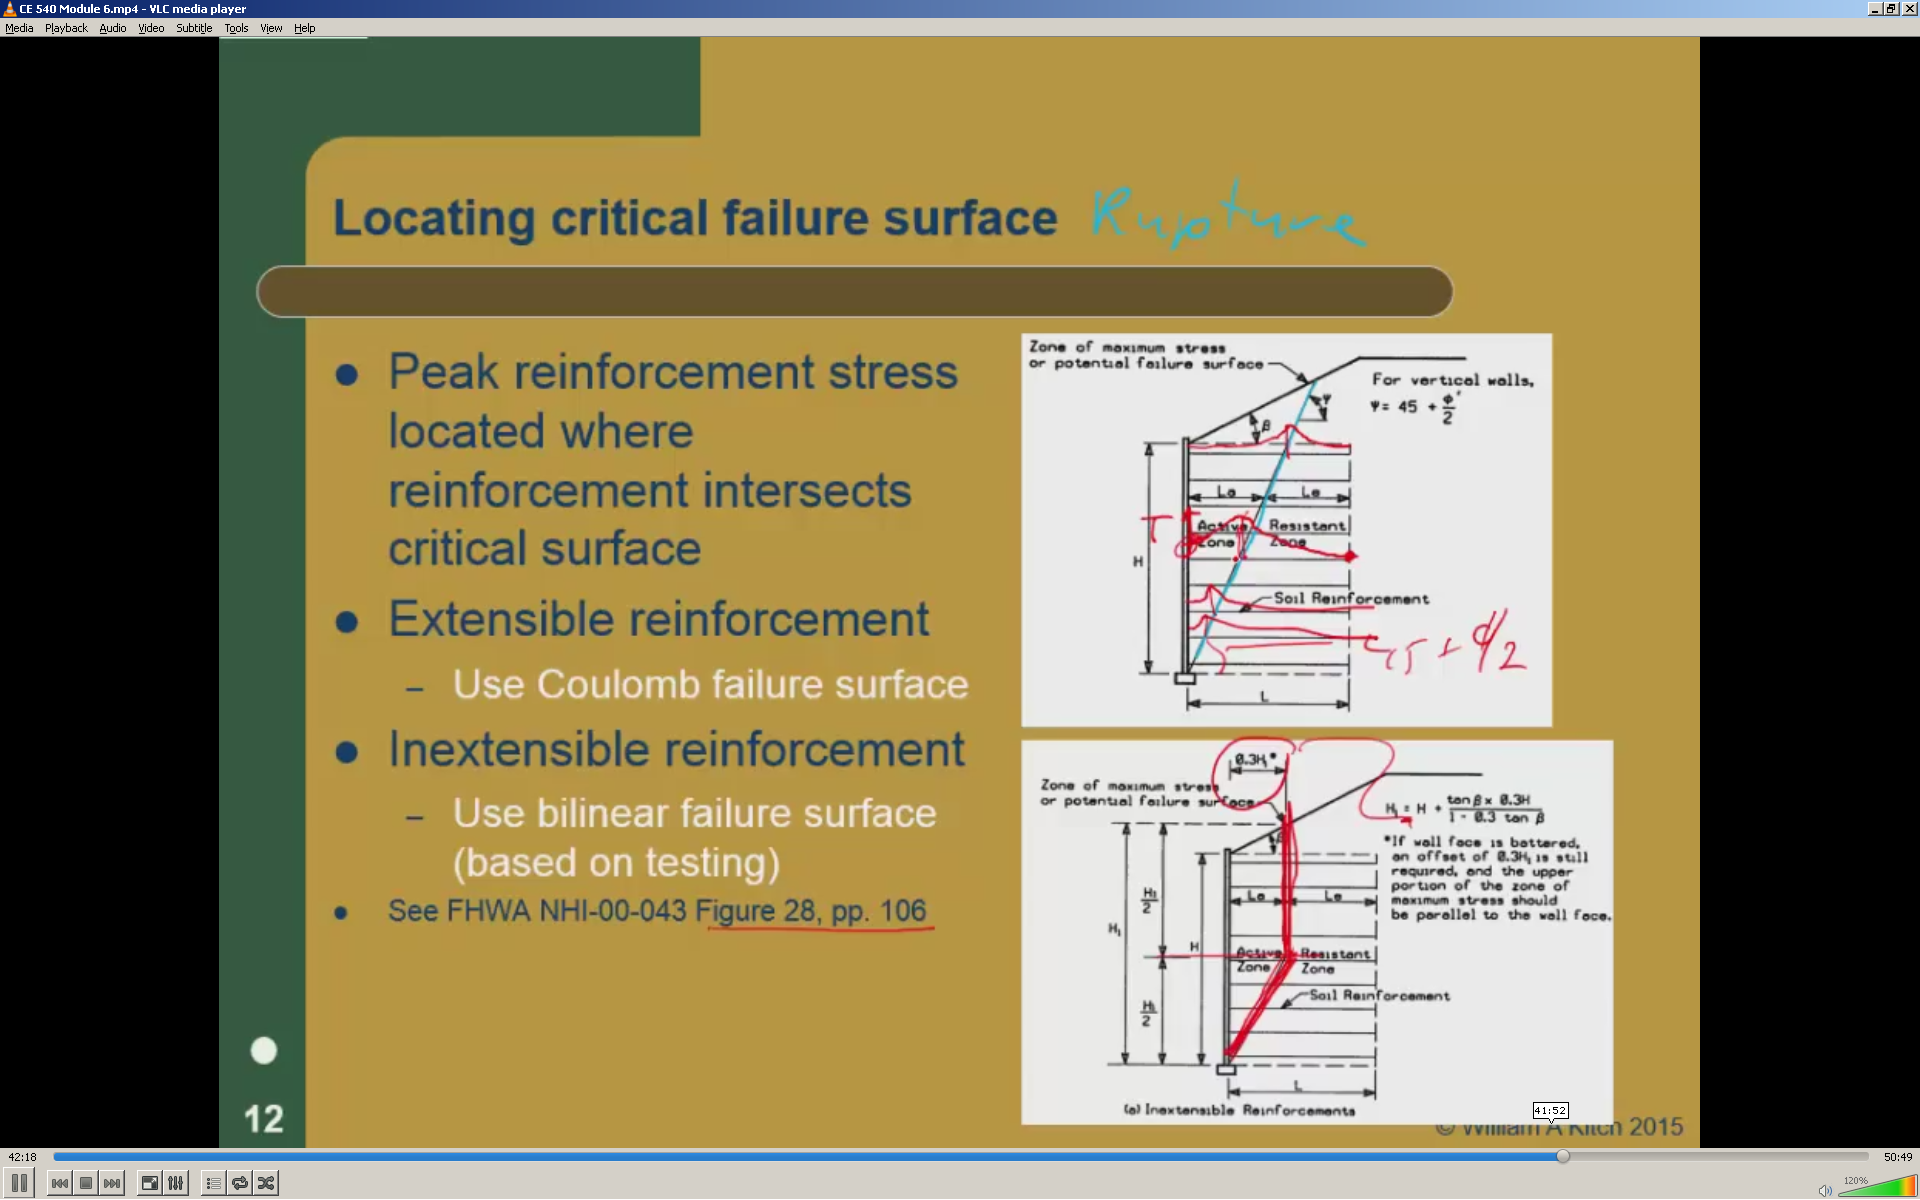 CE 540 Module 6.mp4 - VLC media player
Media Playback Audio Video Subtitle Tools View Help
Locating critical failure surface Rupture
Peak reinforcement stress
located where
reinforcement intersects
critical surface
Extensible reinforcement
– Use Coulomb failure surface
Inextensible reinforcement
– Use bilinear failure surface
(based on testing)
See FHWA NHI-00-043 Figure 28, pp. 106
Zone of maximum stress
or potential failure surface
For vertical walls,
Ψ= 45 + φ'/2
Ψ
β
La Le
T
Active Resistant
Zone Zone
H
Soil Reinforcement
45 + φ/2
L
0.3H₁*
Zone of maximum stress
or potential failure surface
H₁ = H + tan β x 0.3H / 1 - 0.3 tan β
β
*If wall face is battered,
an offset of 0.3H₁ is still
required, and the upper
portion of the zone of
maximum stress should
be parallel to the wall face.
H₁/2
La Le
H₁
H
Active Resistant
Zone Zone
Soil Reinforcement
H₁/2
L
(a) Inextensible Reinforcements
12
41:52
© William A Kitch 2015
42:18
50:49
120%